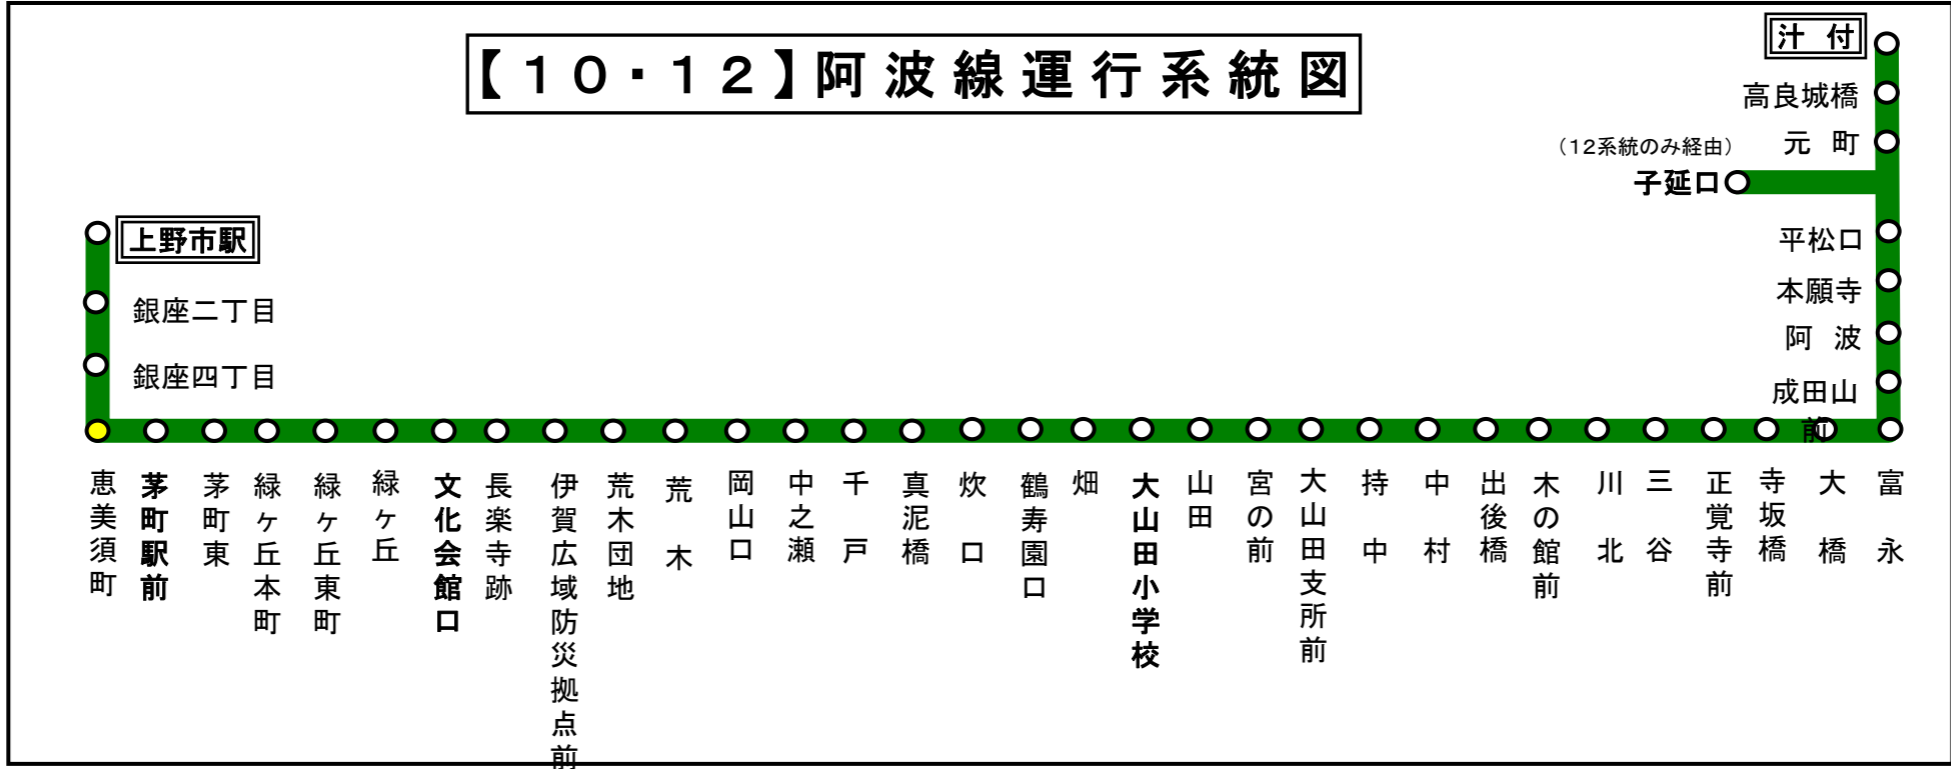 【１０・１２】阿波線運行系統図
上野市駅
銀座二丁目
銀座四丁目
恵美須町
茅町駅前
茅町東
緑ヶ丘本町
緑ヶ丘東町
緑ヶ丘
文化会館口
長楽寺跡
伊賀広域防災拠点前
荒木団地
荒木
岡山口
中之瀬
千戸
真泥橋
炊口
鶴寿園口
畑
大山田小学校
山田
宮の前
大山田支所前
持中
中村
出後橋
木の館前
川北
三谷
正覚寺前
寺坂橋
大橋
富永
成田山
前
阿波
本願寺
平松口
（１２系統のみ経由）
子延口
元町
高良城橋
汁付